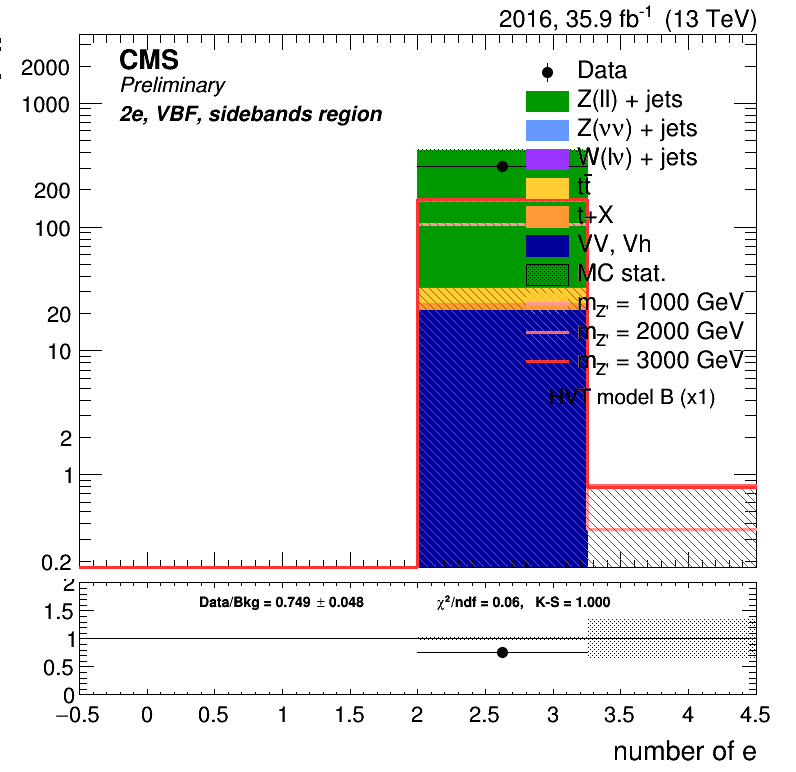 2016, 35.9 fb⁻¹ (13 TeV)
CMS
Preliminary
2e, VBF, sidebands region
Data
Z(ll) + jets
Z(νν) + jets
W(lν) + jets
tt̄
t+X
VV, Vh
MC stat.
m_Z' = 1000 GeV
m_Z' = 2000 GeV
m_Z' = 3000 GeV
HVT model B (x1)
2000
1000
200
100
20
10
2
1
0.2
Data/Bkg = 0.749 ± 0.048
χ²/ndf = 0.06, K-S = 1.000
2
1.5
1
0.5
0
−0.5 0 0.5 1 1.5 2 2.5 3 3.5 4 4.5
number of e